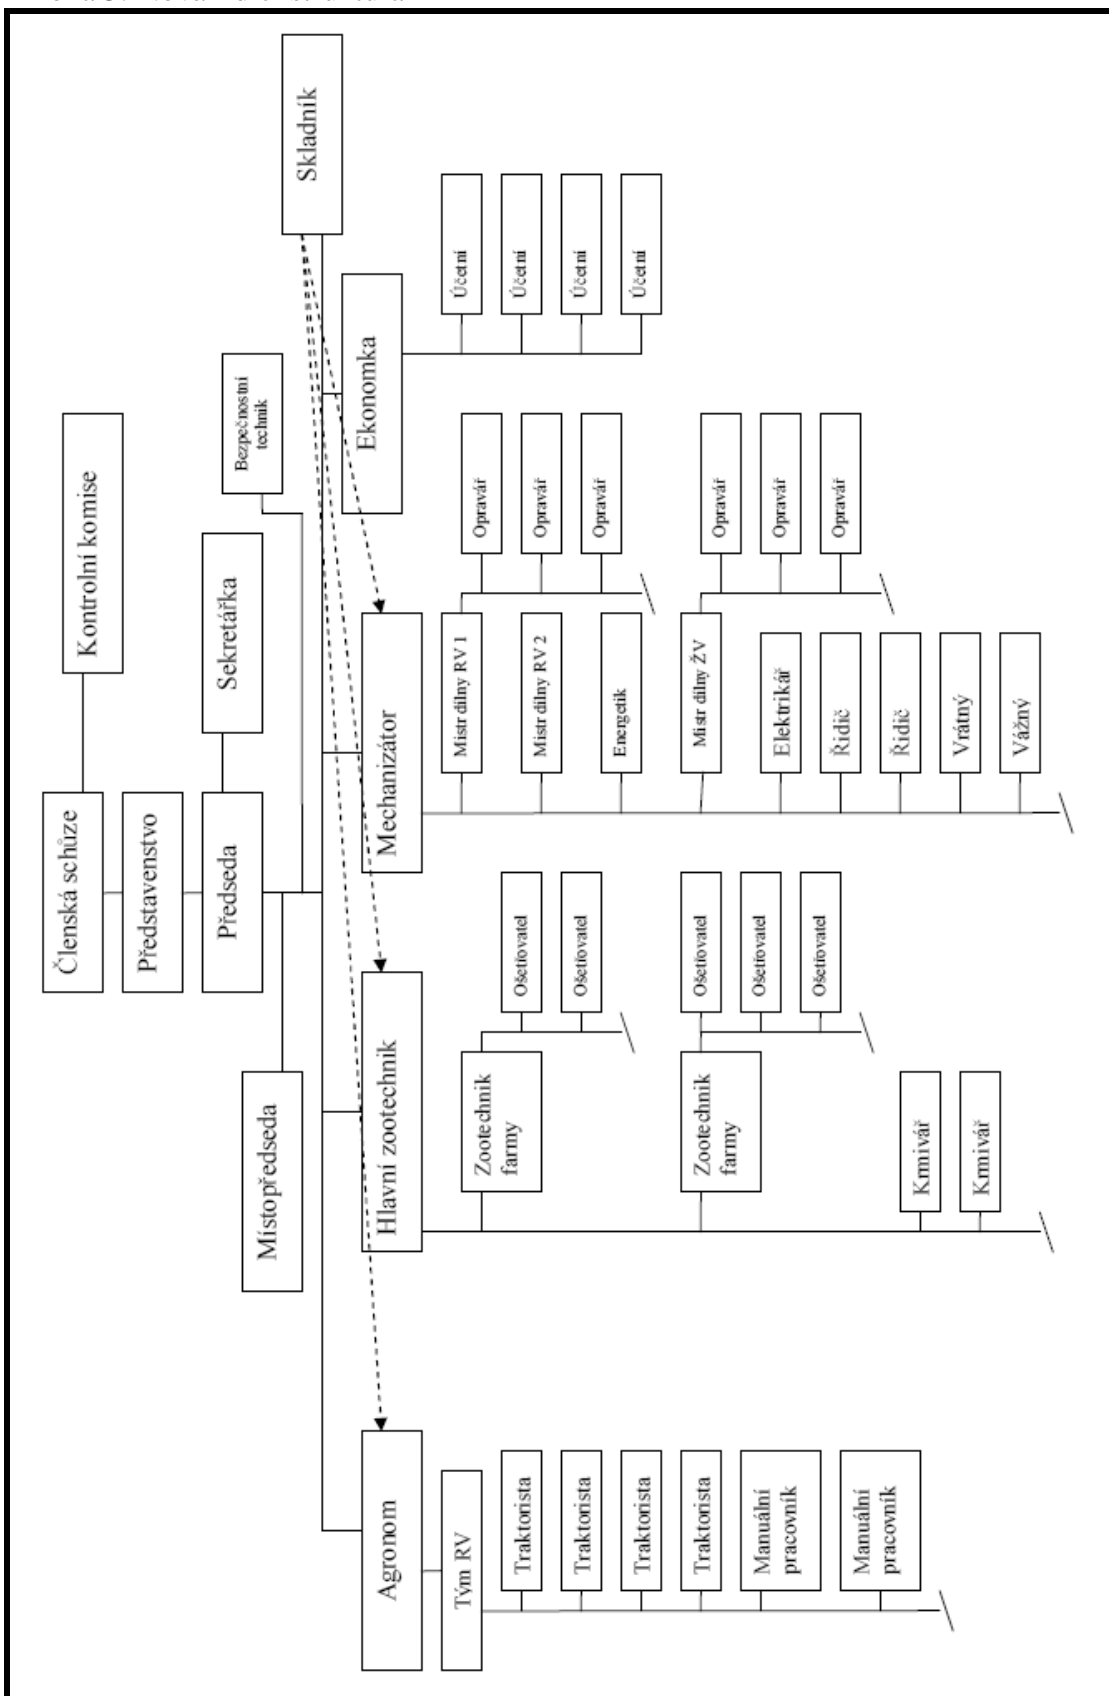 Členská schůze
Kontrolní komise
Představenstvo
Předseda
Sekretářka
Místopředseda
Bezpečnostní
technik
Skladník
Agronom
Hlavní zootechnik
Mechanizátor
Ekonomka
Tým RV
Traktorista
Traktorista
Traktorista
Traktorista
Manuální
pracovník
Manuální
pracovník
Zootechnik
farmy
Ošetřovatel
Ošetřovatel
Zootechnik
farmy
Ošetřovatel
Ošetřovatel
Ošetřovatel
Krmivář
Krmivář
Mistr dílny RV 1
Opravář
Opravář
Opravář
Mistr dílny RV 2
Energetik
Mistr dílny ŽV
Opravář
Opravář
Opravář
Elektrikář
Řidič
Řidič
Vrátný
Vážný
Účetní
Účetní
Účetní
Účetní